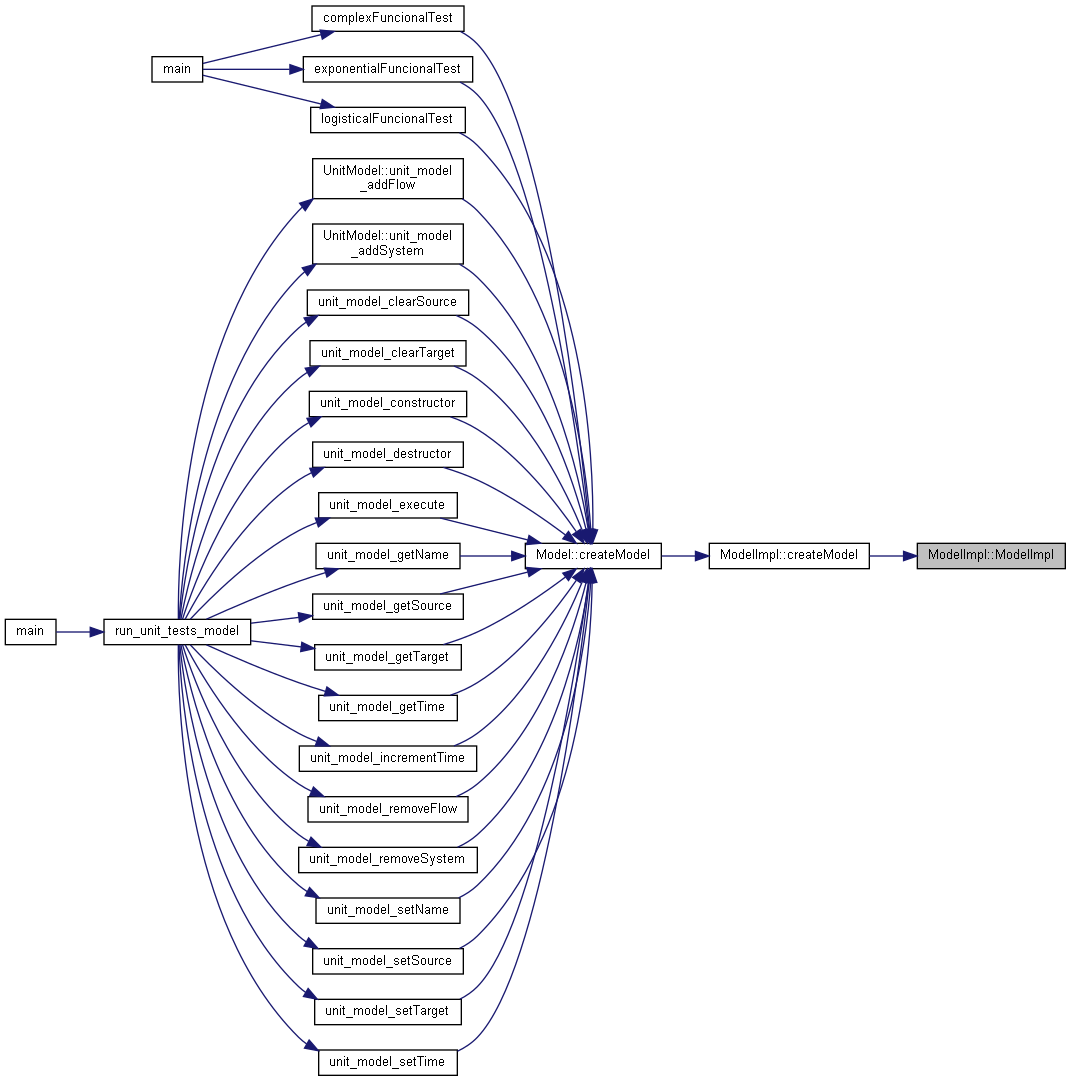 complexFuncionalTest
main
exponentialFuncionalTest
logisticalFuncionalTest
UnitModel::unit_model
_addFlow
UnitModel::unit_model
_addSystem
unit_model_clearSource
unit_model_clearTarget
unit_model_constructor
unit_model_destructor
unit_model_execute
unit_model_getName
Model::createModel
ModelImpl::createModel
ModelImpl::ModelImpl
unit_model_getSource
main
run_unit_tests_model
unit_model_getTarget
unit_model_getTime
unit_model_incrementTime
unit_model_removeFlow
unit_model_removeSystem
unit_model_setName
unit_model_setSource
unit_model_setTarget
unit_model_setTime